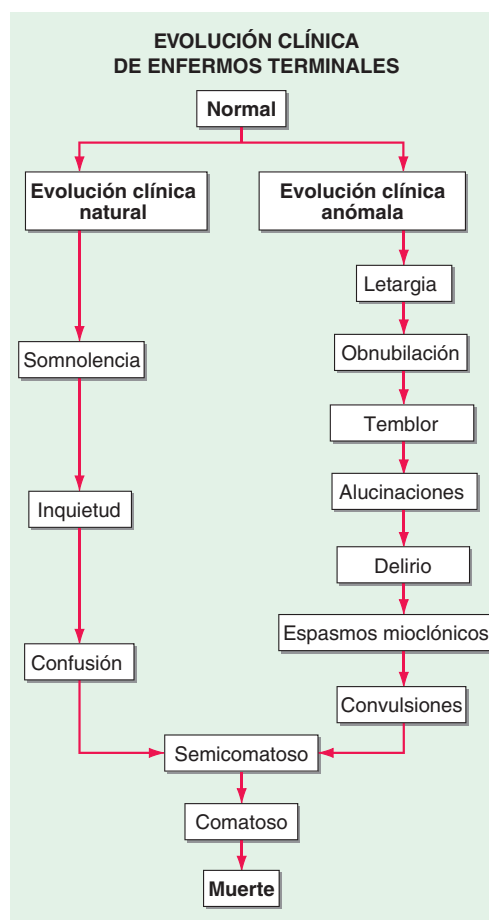 EVOLUCIÓN CLÍNICA
DE ENFERMOS TERMINALES
Normal
Evolución clínica
natural
Somnolencia
Inquietud
Confusión
Evolución clínica
anómala
Letargia
Obnubilación
Temblor
Alucinaciones
Delirio
Espasmos mioclónicos
Convulsiones
Semicomatoso
Comatoso
Muerte